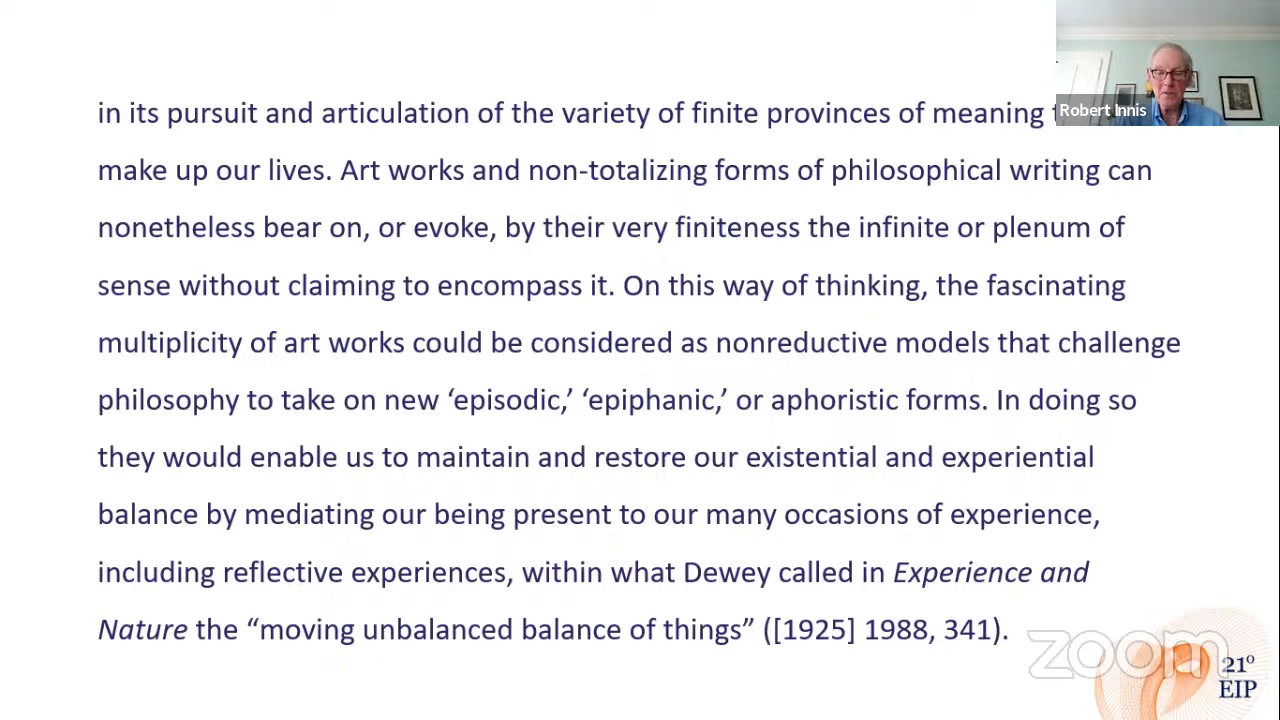 in its pursuit and articulation of the variety of finite provinces of meaning
Robert Innis
make up our lives. Art works and non-totalizing forms of philosophical writing can
nonetheless bear on, or evoke, by their very finiteness the infinite or plenum of
sense without claiming to encompass it. On this way of thinking, the fascinating
multiplicity of art works could be considered as nonreductive models that challenge
philosophy to take on new ‘episodic,’ ‘epiphanic,’ or aphoristic forms. In doing so
they would enable us to maintain and restore our existential and experiential
balance by mediating our being present to our many occasions of experience,
including reflective experiences, within what Dewey called in Experience and
Nature the “moving unbalanced balance of things” ([1925] 1988, 341).
zoom
21º
EIP